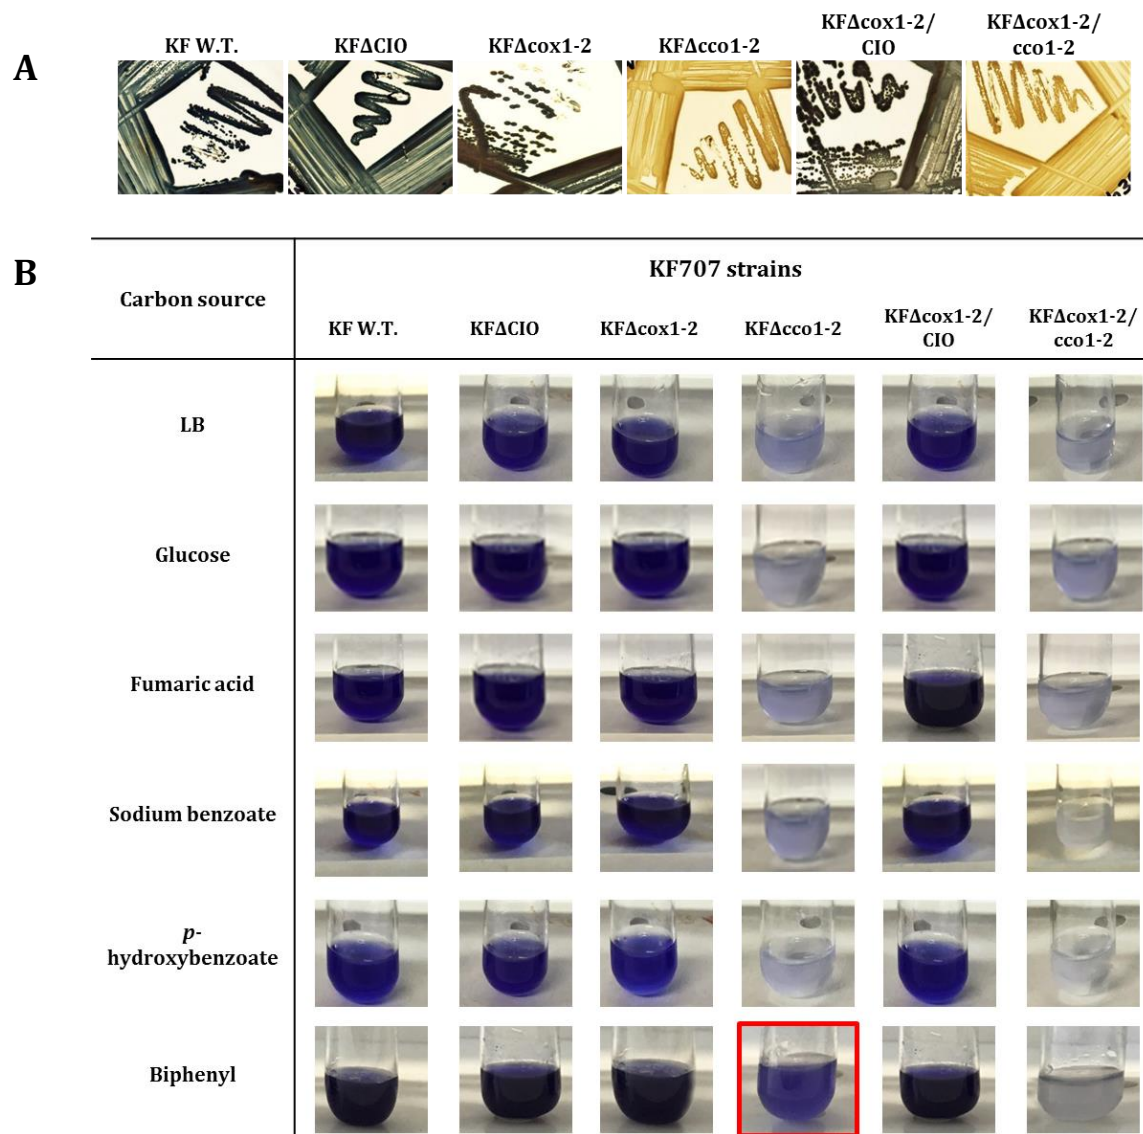 A
KF W.T.
KFΔCIO
KFΔcox1-2
KFΔcco1-2
KFΔcox1-2/
CIO
KFΔcox1-2/
cco1-2
B
Carbon source
KF707 strains
KF W.T.
KFΔCIO
KFΔcox1-2
KFΔcco1-2
KFΔcox1-2/
CIO
KFΔcox1-2/
cco1-2
LB
Glucose
Fumaric acid
Sodium benzoate
p-
hydroxybenzoate
Biphenyl